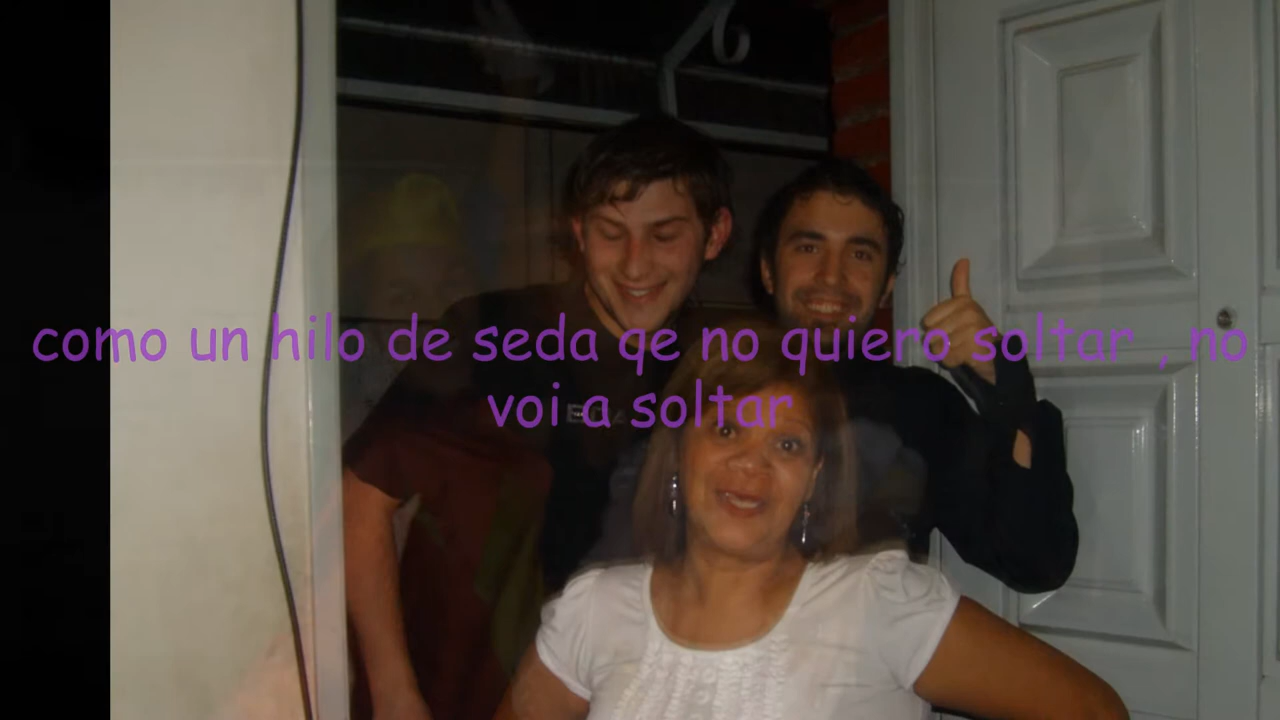 como un hilo de seda qe no quiero soltar , no
voi a soltar